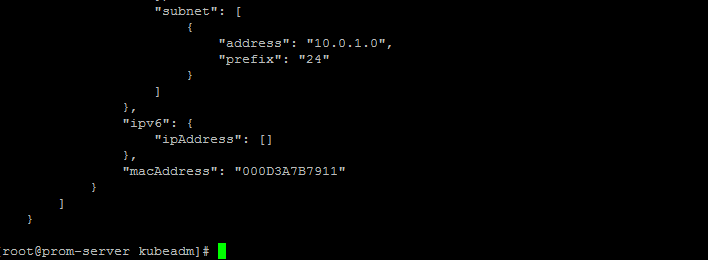 "subnet": [
{
"address": "10.0.1.0",
"prefix": "24"
}
]
},
"ipv6": {
"ipAddress": []
},
"macAddress": "000D3A7B7911"
}
]
}
[root@prom-server kubeadm]#